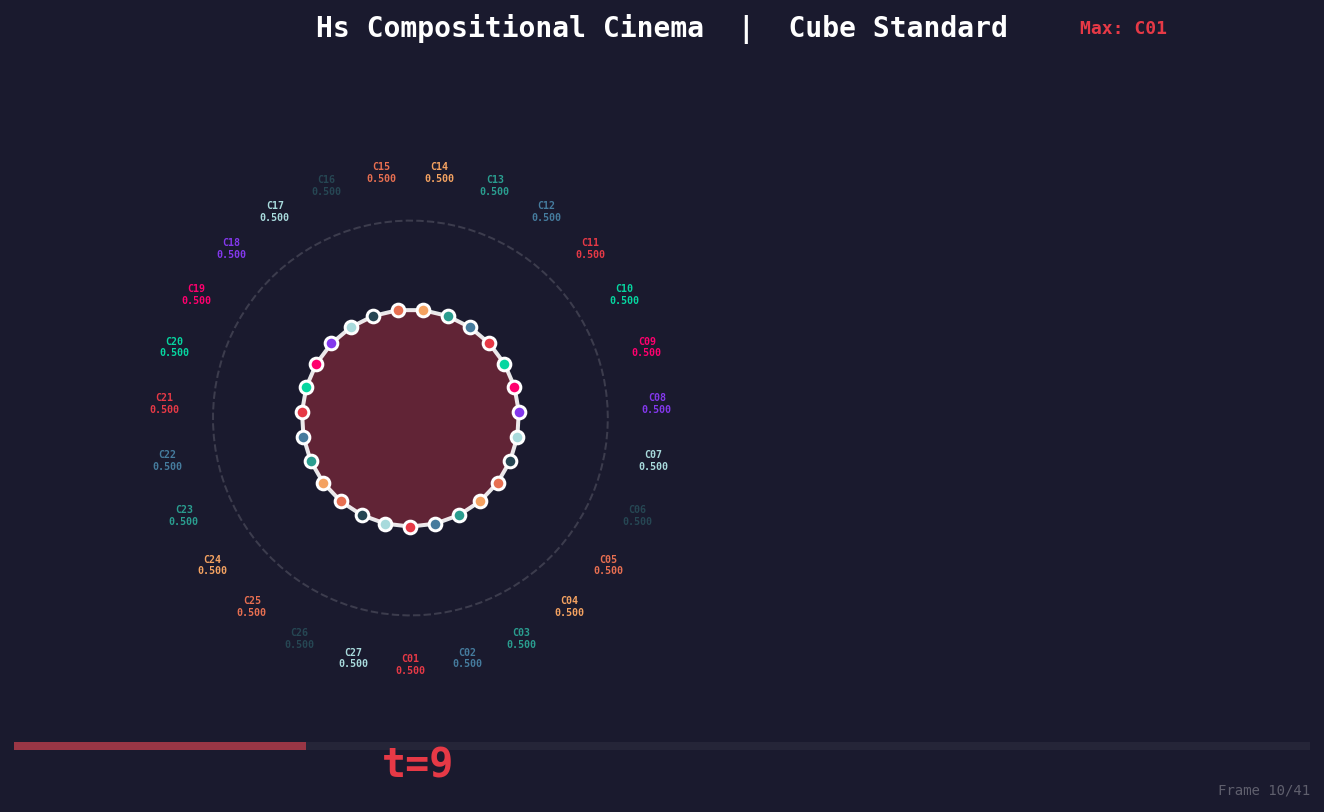 Hs Compositional Cinema | Cube Standard
Max: C01
C15
0.500
C14
0.500
C16
0.500
C13
0.500
C17
0.500
C12
0.500
C18
0.500
C11
0.500
C19
0.500
C10
0.500
C20
0.500
C09
0.500
C21
0.500
C08
0.500
C22
0.500
C07
0.500
C23
0.500
C06
0.500
C24
0.500
C05
0.500
C25
0.500
C04
0.500
C26
0.500
C03
0.500
C27
0.500
C01
0.500
C02
0.500
t=9
Frame 10/41